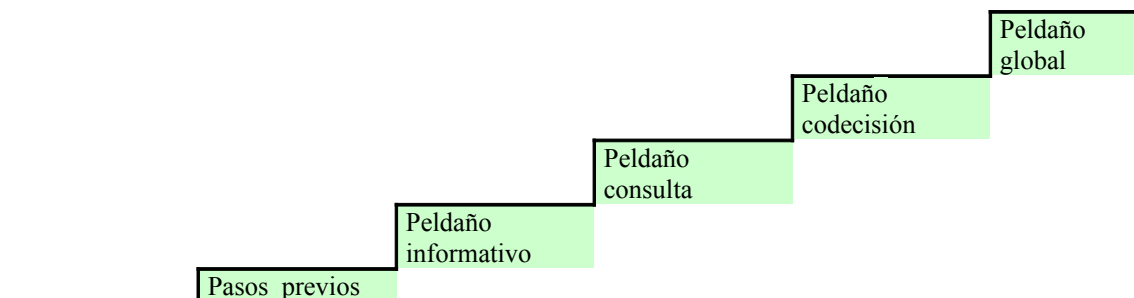 Peldaño
global
Peldaño
codecisión
Peldaño
consulta
Peldaño
informativo
Pasos previos